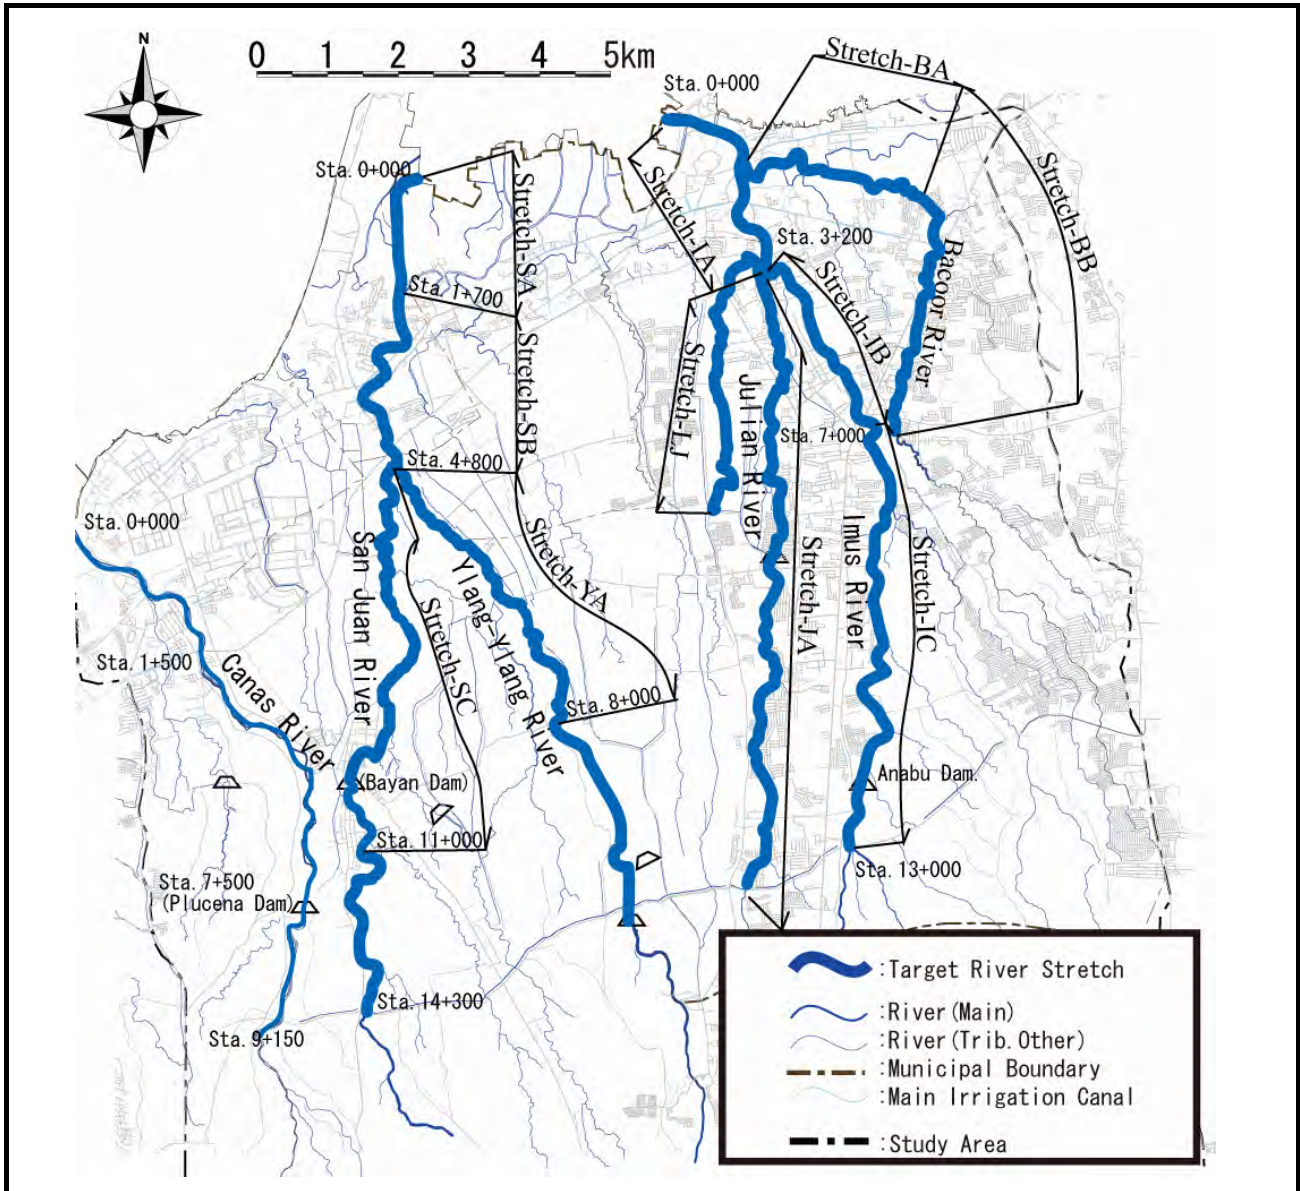 N
0 1 2 3 4 5km
Stretch-BA
Sta. 0+000
Sta. 0+000
Stretch-SA
Stretch-IA
Stretch-BB
Sta. 3+200
Stretch-IB
Bacoor River
Sta. 1+700
Stretch-SB
Stretch-LJ
Julian River
Sta. 7+000
Sta. 4+800
Sta. 0+000
San Juan River
Ylang-Ylang River
Stretch-YA
Stretch-JA
Imus River
Stretch-IC
Stretch-SC
Sta. 1+500
Canas River
Sta. 8+000
(Bayan Dam)
Anabu Dam.
Sta. 11+000
Sta. 13+000
Sta. 7+500
(Plucena Dam)
Sta. 14+300
Sta. 9+150
:Target River Stretch
:River(Main)
:River(Trib.Other)
:Municipal Boundary
:Main Irrigation Canal
:Study Area